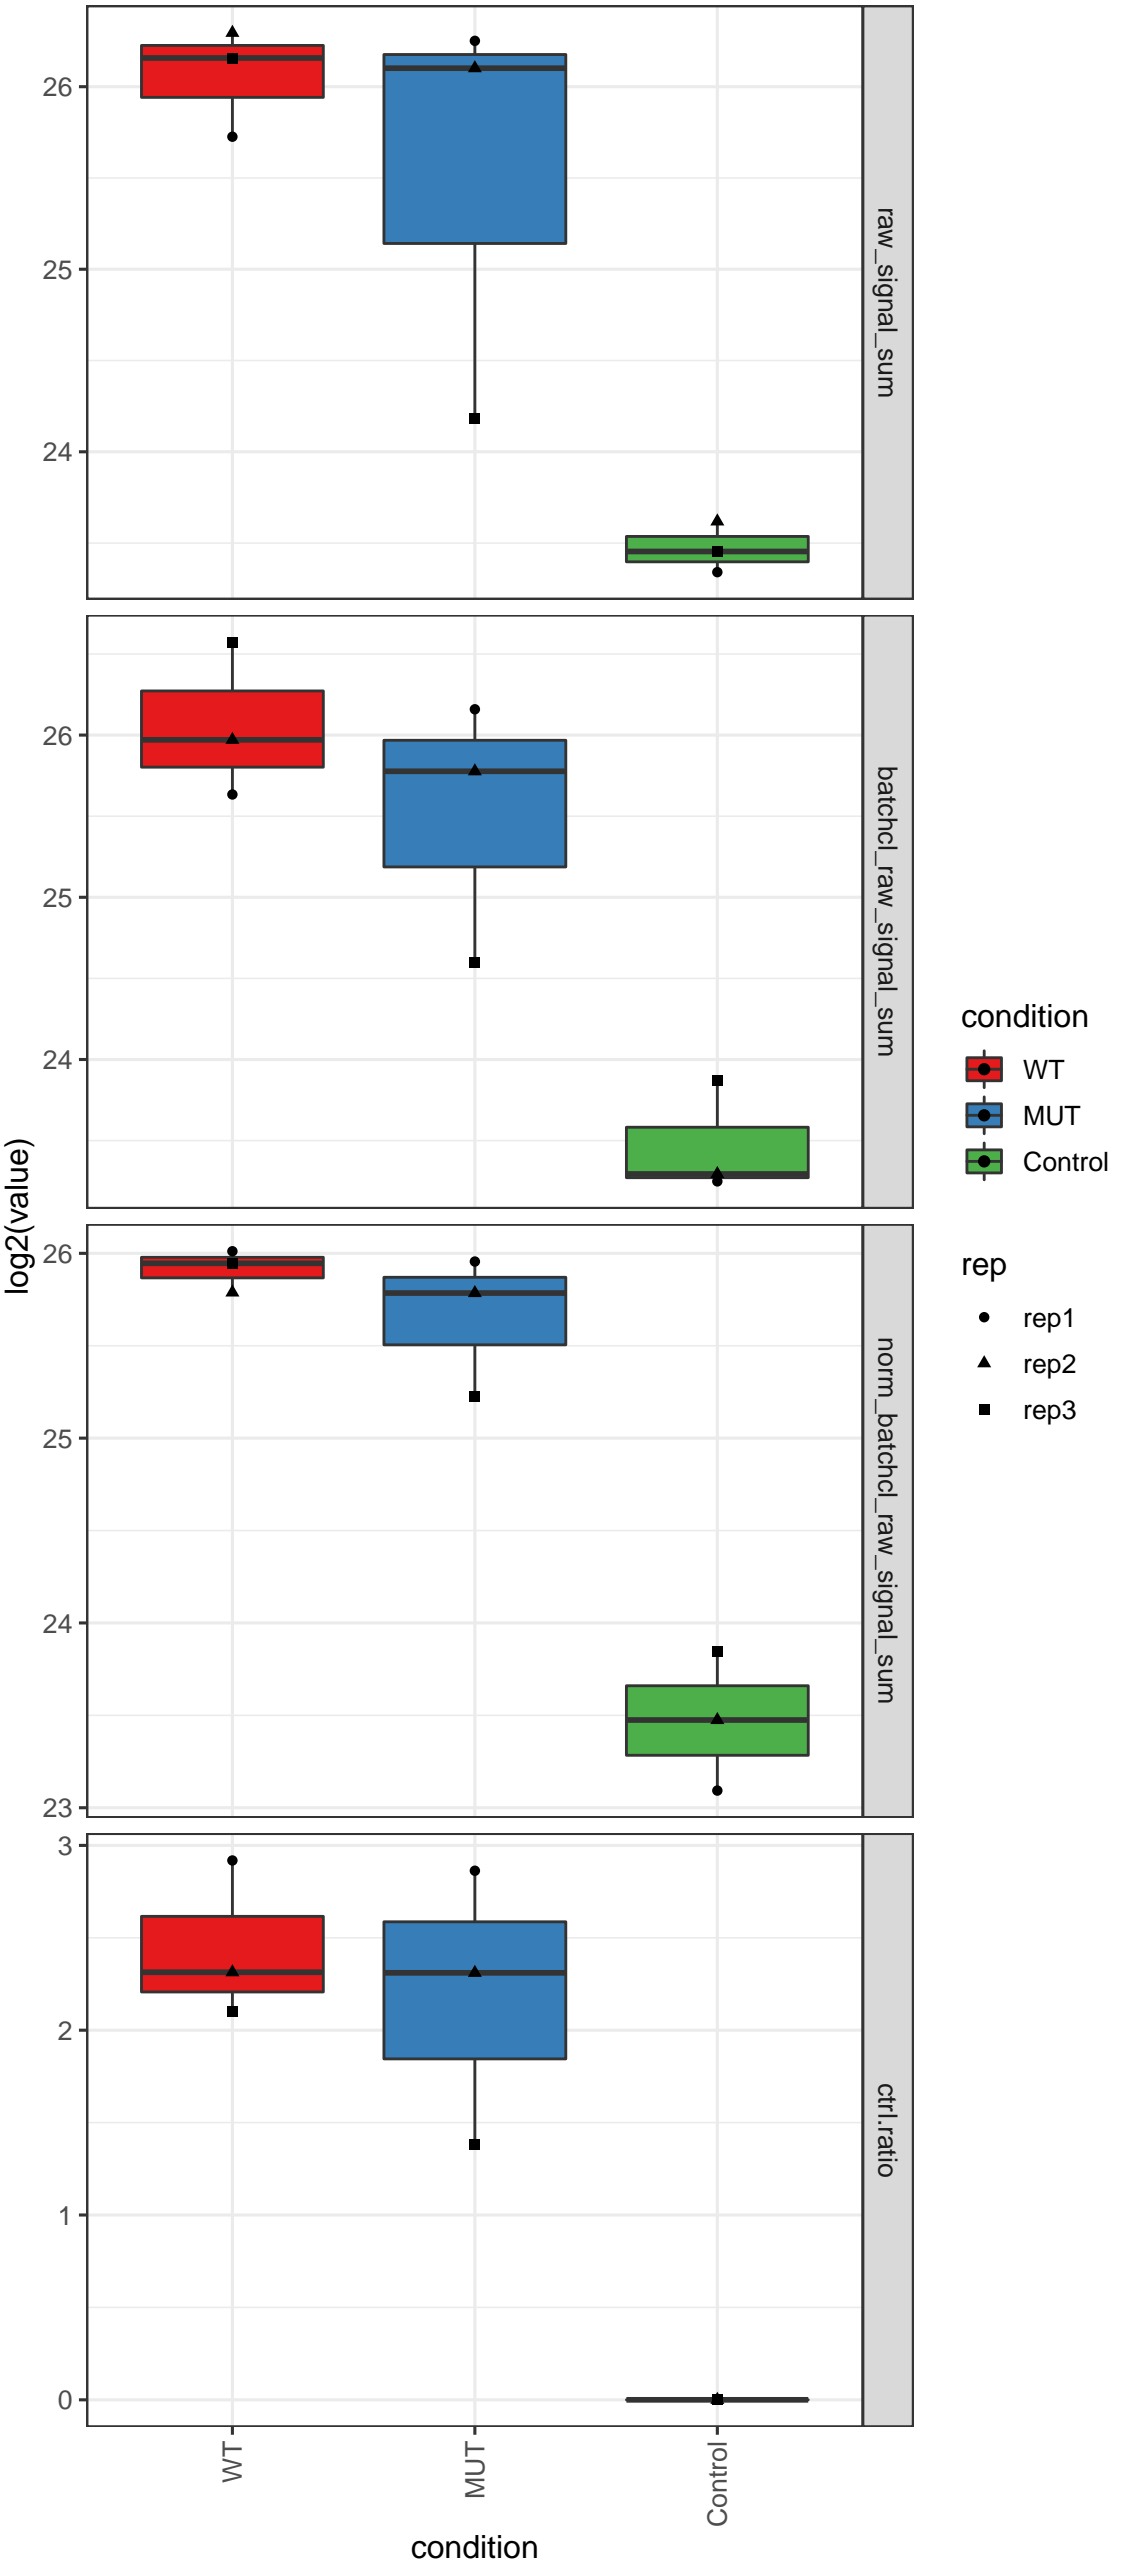 26
25
24
raw_signal_sum
26
25
24
batchcl_raw_signal_sum
26
25
24
23
norm_batchcl_raw_signal_sum
3
2
1
0
ctrl.ratio
log2(value)
WT
MUT
Control
condition
condition
WT
MUT
Control
rep
rep1
rep2
rep3